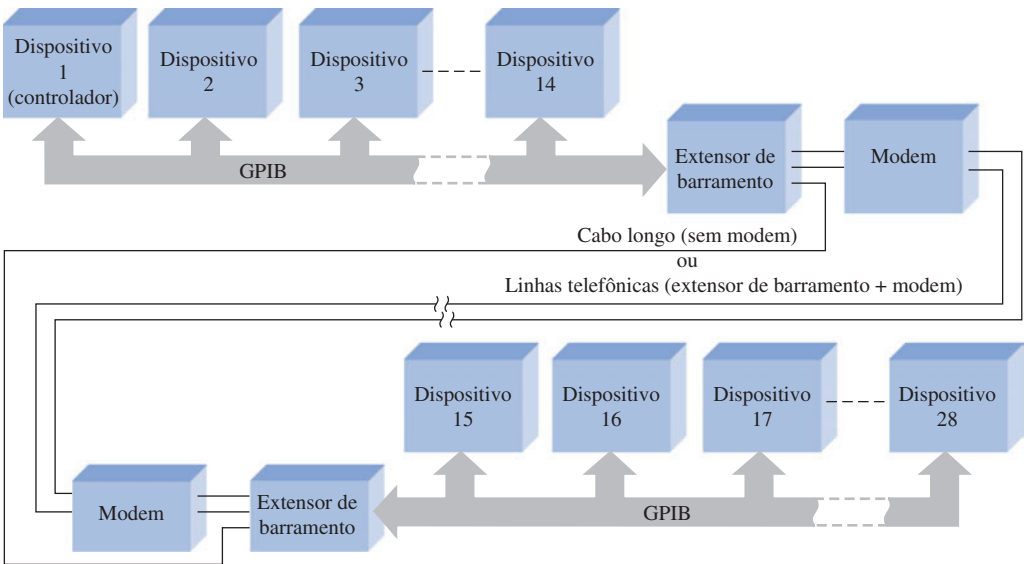 Dispositivo
1
(controlador)
Dispositivo
2
Dispositivo
3
Dispositivo
14
GPIB
Extensor de
barramento
Modem
Cabo longo (sem modem)
ou
Linhas telefônicas (extensor de barramento + modem)
Dispositivo
15
Dispositivo
16
Dispositivo
17
Dispositivo
28
Modem
Extensor de
barramento
GPIB